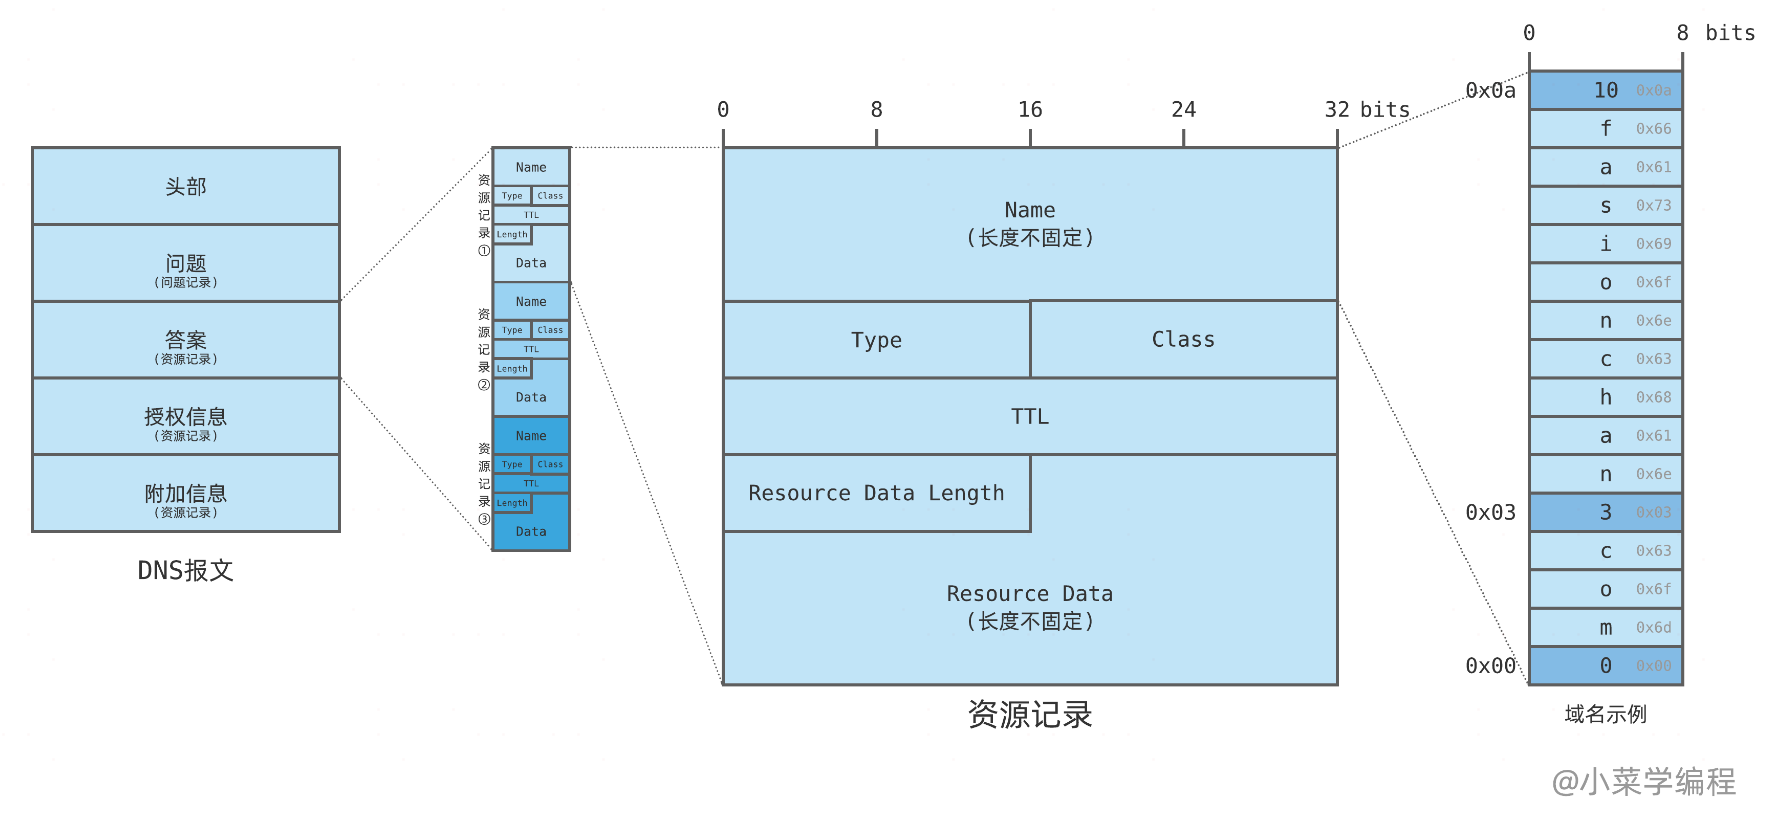 头部
问题
(问题记录)
答案
(资源记录)
授权信息
(资源记录)
附加信息
(资源记录)
DNS报文
资源记录①
Name
Type Class
TTL
Length
Data
资源记录②
Name
Type Class
TTL
Length
Data
资源记录③
Name
Type Class
TTL
Length
Data
0 8 16 24 32 bits
Name
(长度不固定)
Type Class
TTL
Resource Data Length
Resource Data
(长度不固定)
资源记录
0 8 bits
0x0a 10 0x0a
f 0x66
a 0x61
s 0x73
i 0x69
o 0x6f
n 0x6e
c 0x63
h 0x68
a 0x61
n 0x6e
0x03 3 0x03
c 0x63
o 0x6f
m 0x6d
0x00 0 0x00
域名示例
@小菜学编程